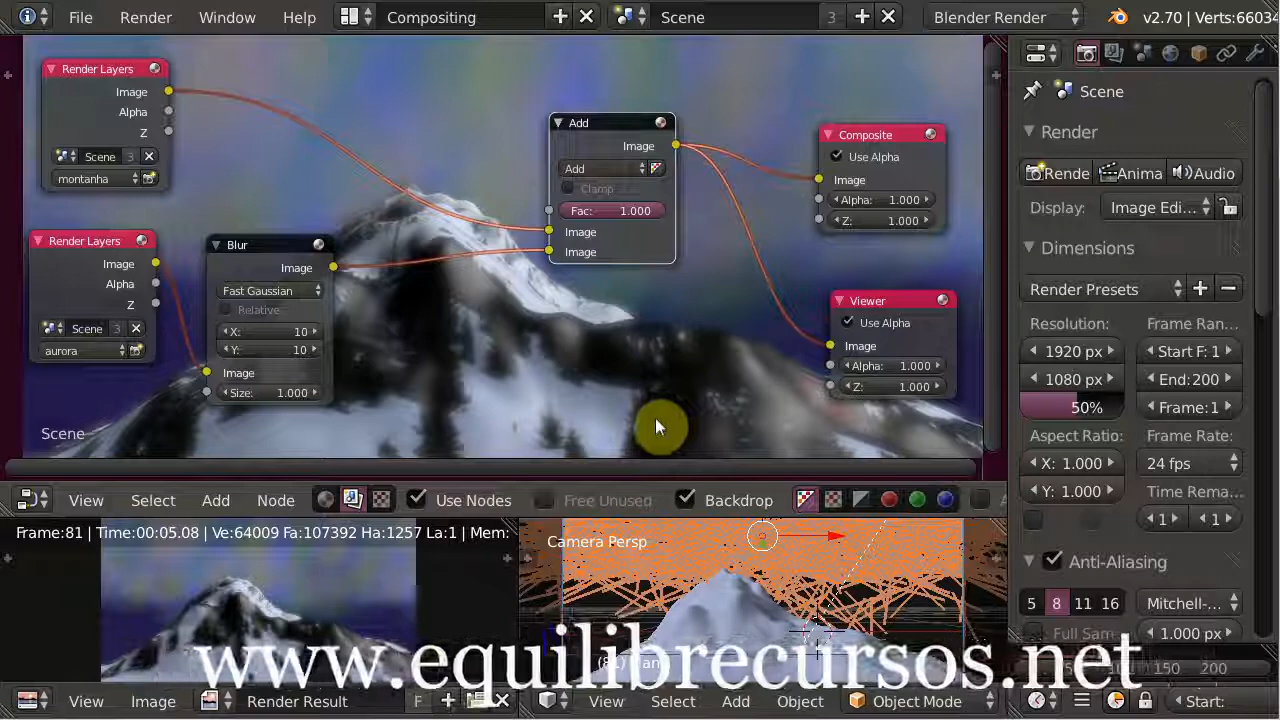 File Render Window Help Compositing Scene 3 Blender Render v2.70 | Verts:66034
Render Layers
Image
Alpha
Z
Scene 3
montanha
Render Layers
Image
Alpha
Z
Scene 3
aurora
Blur
Image
Fast Gaussian
Relative
X: 10
Y: 10
Image
Size: 1.000
Add
Image
Add
Clamp
Fac: 1.000
Image
Image
Composite
Use Alpha
Image
Alpha: 1.000
Z: 1.000
Viewer
Use Alpha
Image
Alpha: 1.000
Z: 1.000
Scene
View Select Add Node Use Nodes Free Unused Backdrop
Scene
Render
Rende Anima Audio
Display: Image Edi...
Dimensions
Render Presets
Resolution: Frame Ran...
1920 px Start F: 1
1080 px End:200
50% Frame:1
Aspect Ratio: Frame Rate:
X: 1.000 24 fps
Y: 1.000 Time Rema...
1 1
Anti-Aliasing
5 8 11 16 Mitchell-...
Full Sam 1.000 px
Frame:81 | Time:00:05.08 | Ve:64009 Fa:107392 Ha:1257 La:1 | Mem:
Camera Persp
www.equilibrecursos.net
150 200
View Image Render Result F
View Select Add Object Object Mode
Start: